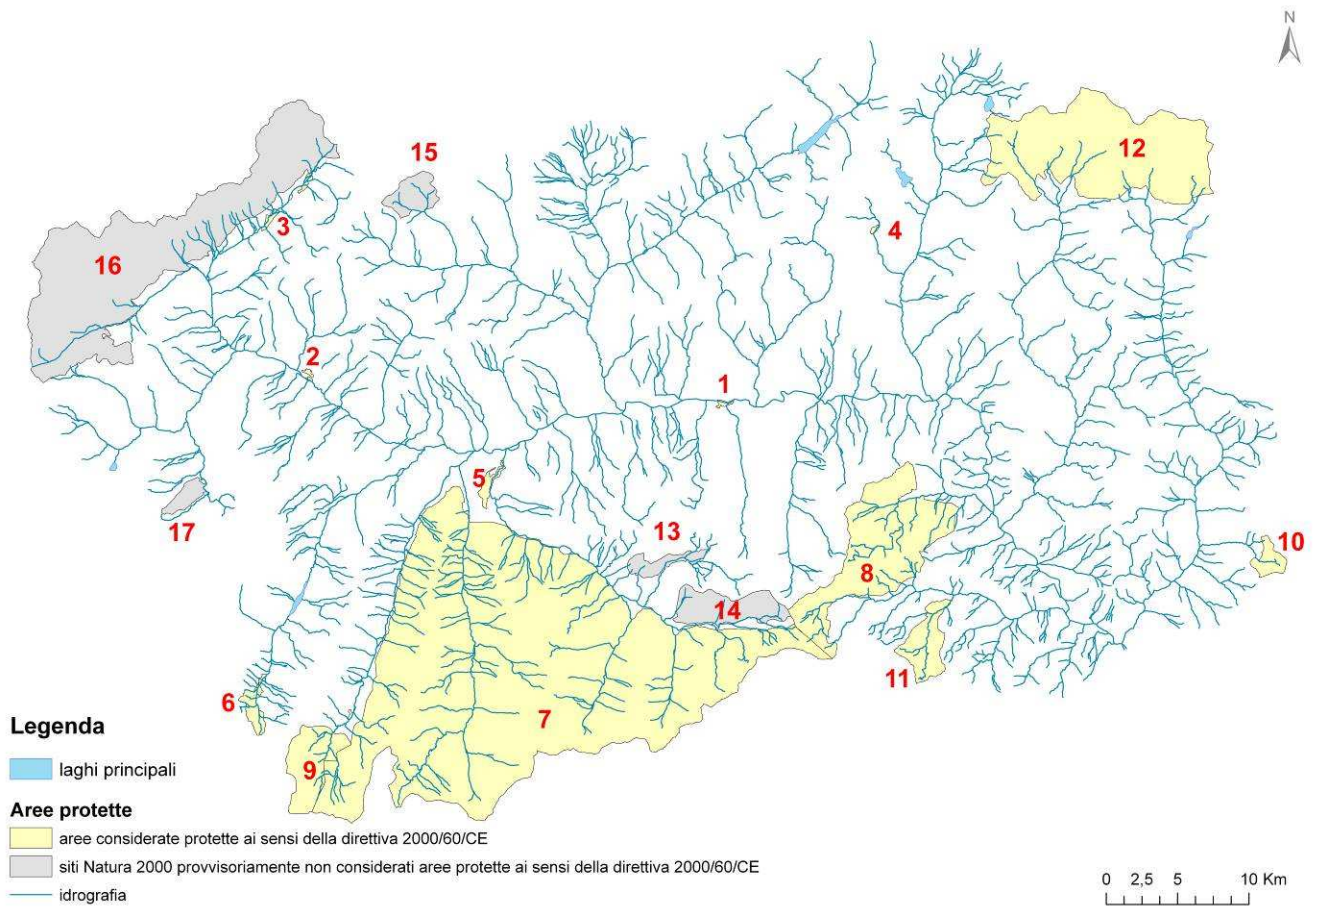 N
12
15
3
4
16
2
1
5
13
10
17
8
14
11
6
7
9
Legenda
laghi principali
Aree protette
aree considerate protette ai sensi della direttiva 2000/60/CE
siti Natura 2000 provvisoriamente non considerati aree protette ai sensi della direttiva 2000/60/CE
idrografia
0 2,5 5 10 Km